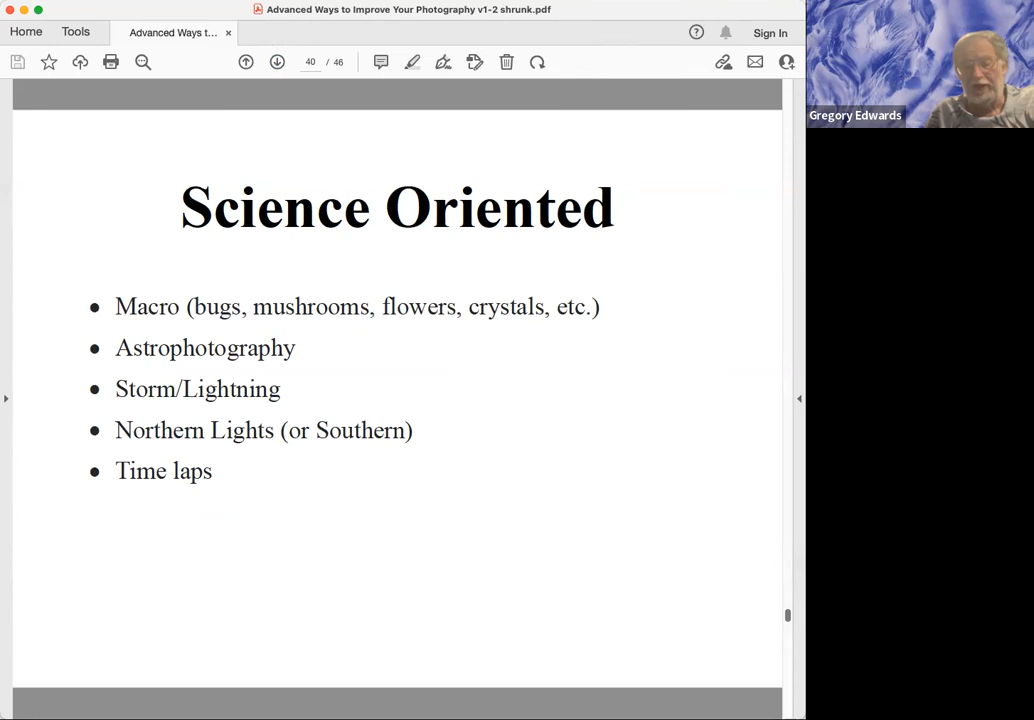 Advanced Ways to Improve Your Photography v1-2 shrunk.pdf
Home Tools Advanced Ways t... × Sign In
40 / 46
Gregory Edwards
Science Oriented
• Macro (bugs, mushrooms, flowers, crystals, etc.)
• Astrophotography
• Storm/Lightning
• Northern Lights (or Southern)
• Time laps